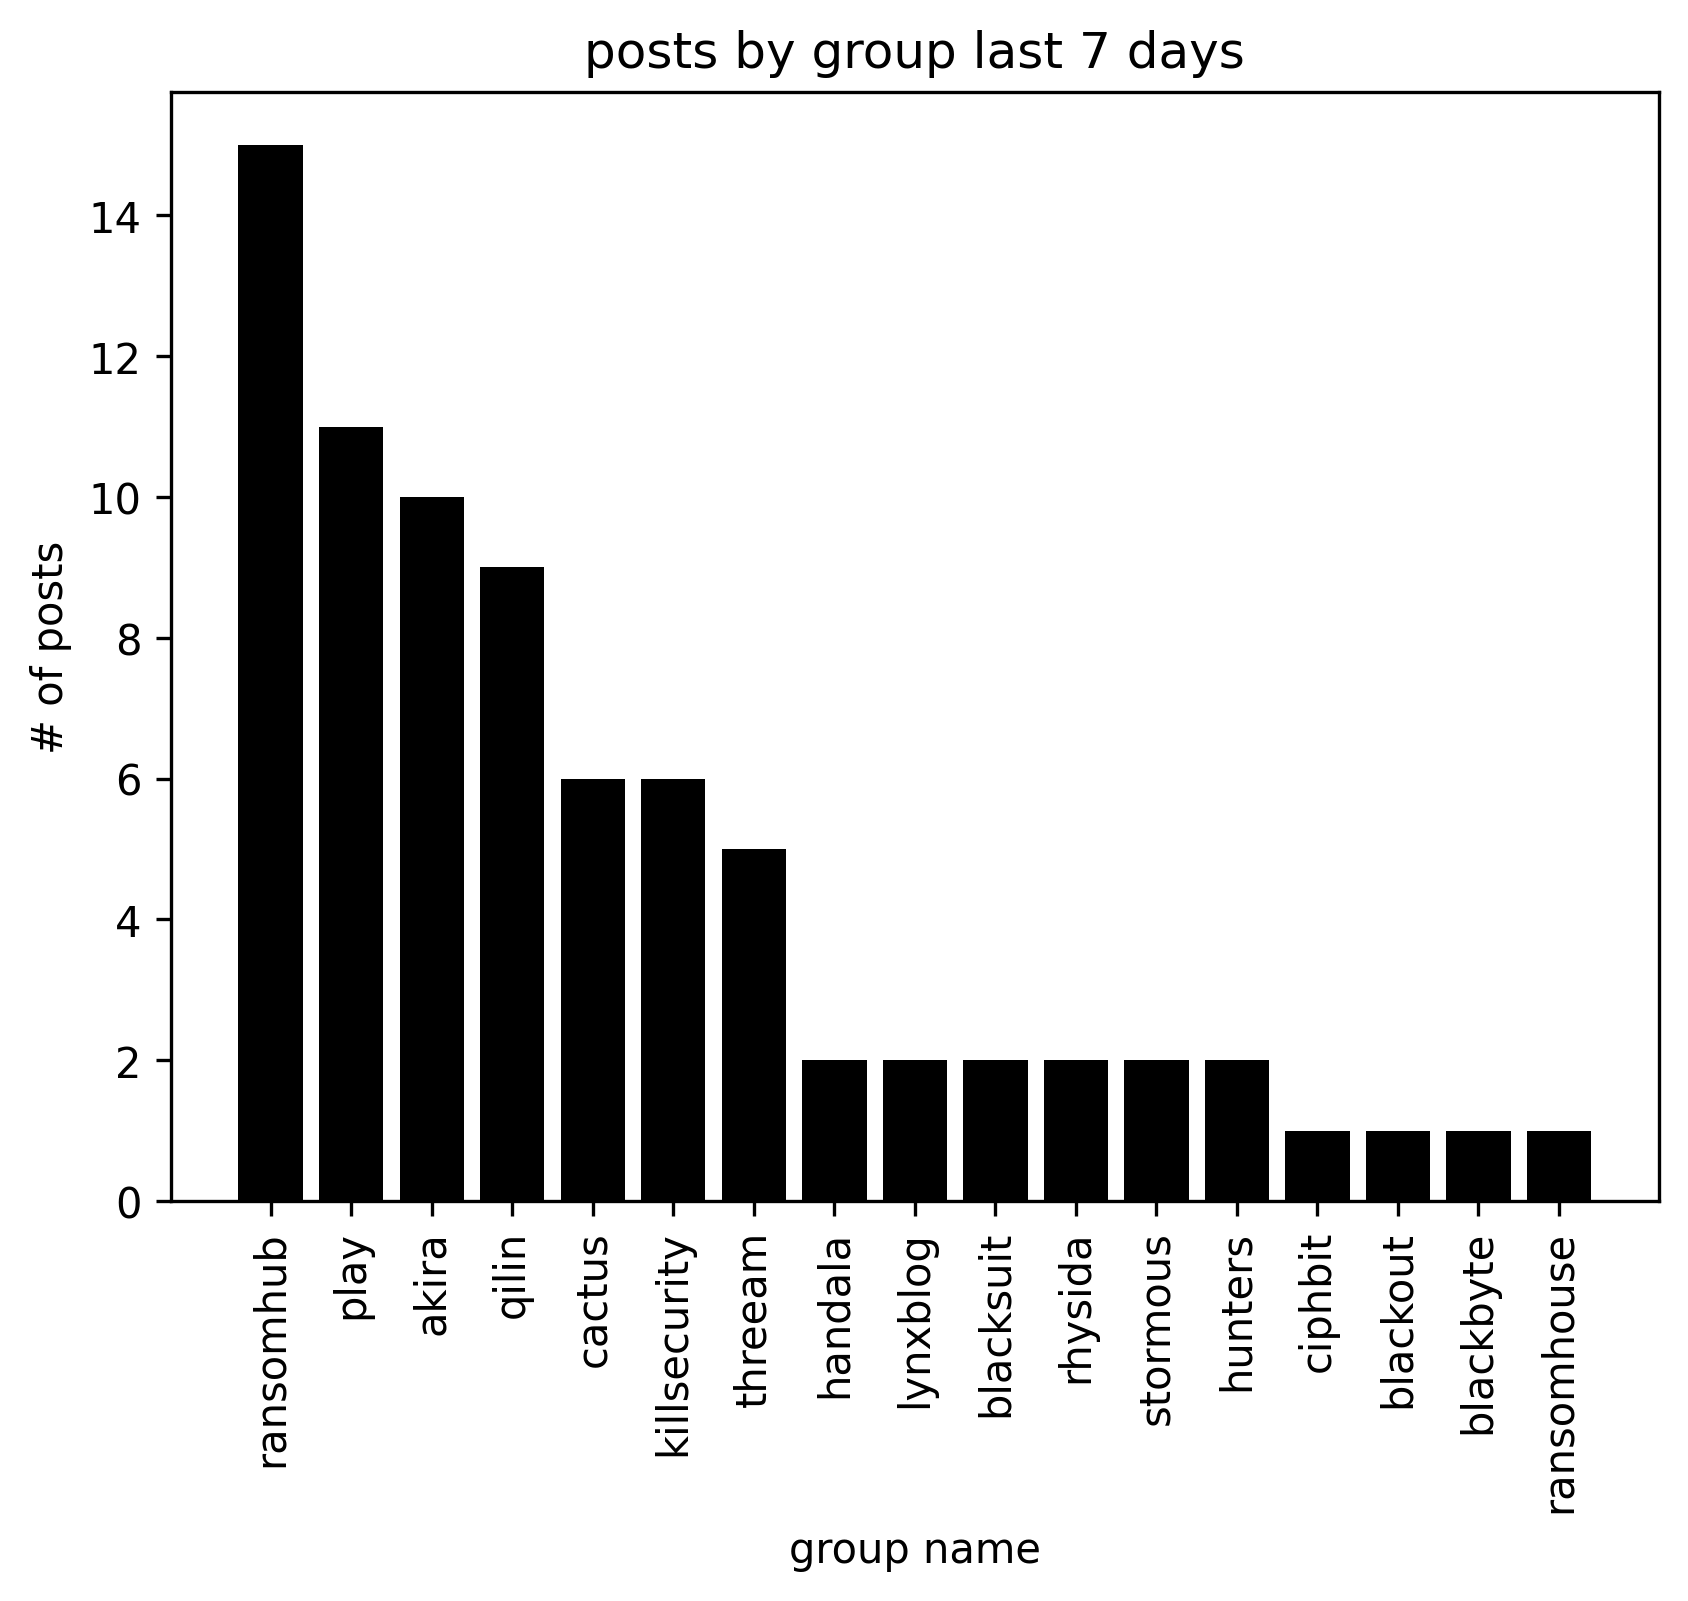 posts by group last 7 days
14
12
10
8
6
4
2
0
# of posts
ransomhub
play
akira
qilin
cactus
killsecurity
threeam
handala
lynxblog
blacksuit
rhysida
stormous
hunters
ciphbit
blackout
blackbyte
ransomhouse
group name